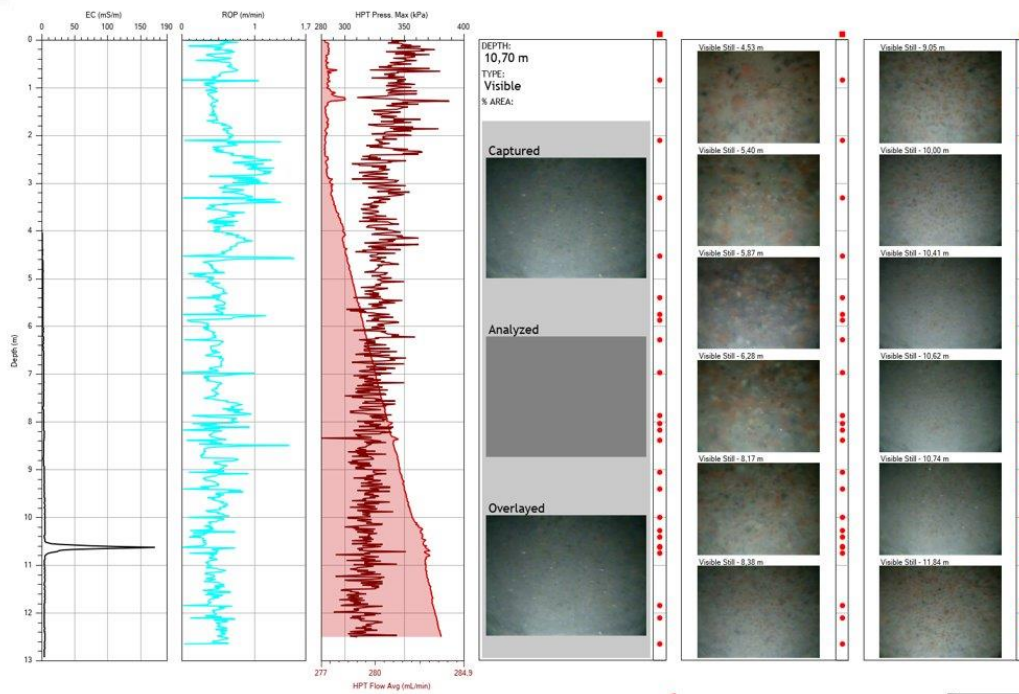 EC (mS/m)
0 50 100 150 190
ROP (m/min)
0 1 1.7
HPT Press. Max (kPa)
280 300 350 400
Depth (m)
0
1
2
3
4
5
6
7
8
9
10
11
12
13
277 280 284.9
HPT Flow Avg (mL/min)
DEPTH:
10,70 m
TYPE:
Visible
% AREA:
Captured
Analyzed
Overlayed
Visible Still - 4,53 m
Visible Still - 5,40 m
Visible Still - 5,87 m
Visible Still - 6,28 m
Visible Still - 8,17 m
Visible Still - 8,38 m
Visible Still - 9,05 m
Visible Still - 10,00 m
Visible Still - 10,41 m
Visible Still - 10,62 m
Visible Still - 10,74 m
Visible Still - 11,84 m